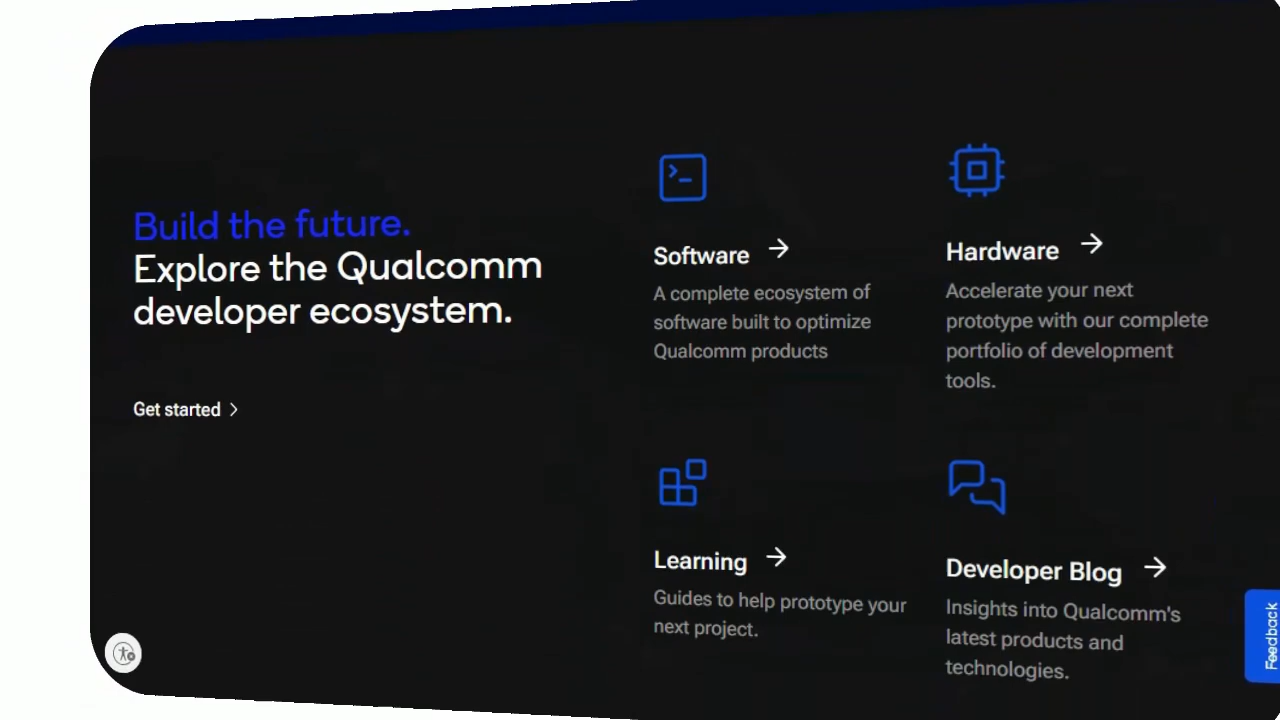 Build the future.
Explore the Qualcomm
developer ecosystem.
Get started
Software
A complete ecosystem of
software built to optimize
Qualcomm products
Hardware
Accelerate your next
prototype with our complete
portfolio of development
tools.
Learning
Guides to help prototype your
next project.
Developer Blog
Insights into Qualcomm's
latest products and
technologies.
Feedback